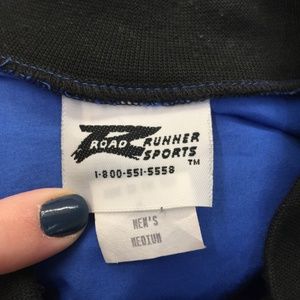 ROAD RUNNER
SPORTS
TM
1-800-551-5558
MEN'S
MEDIUM